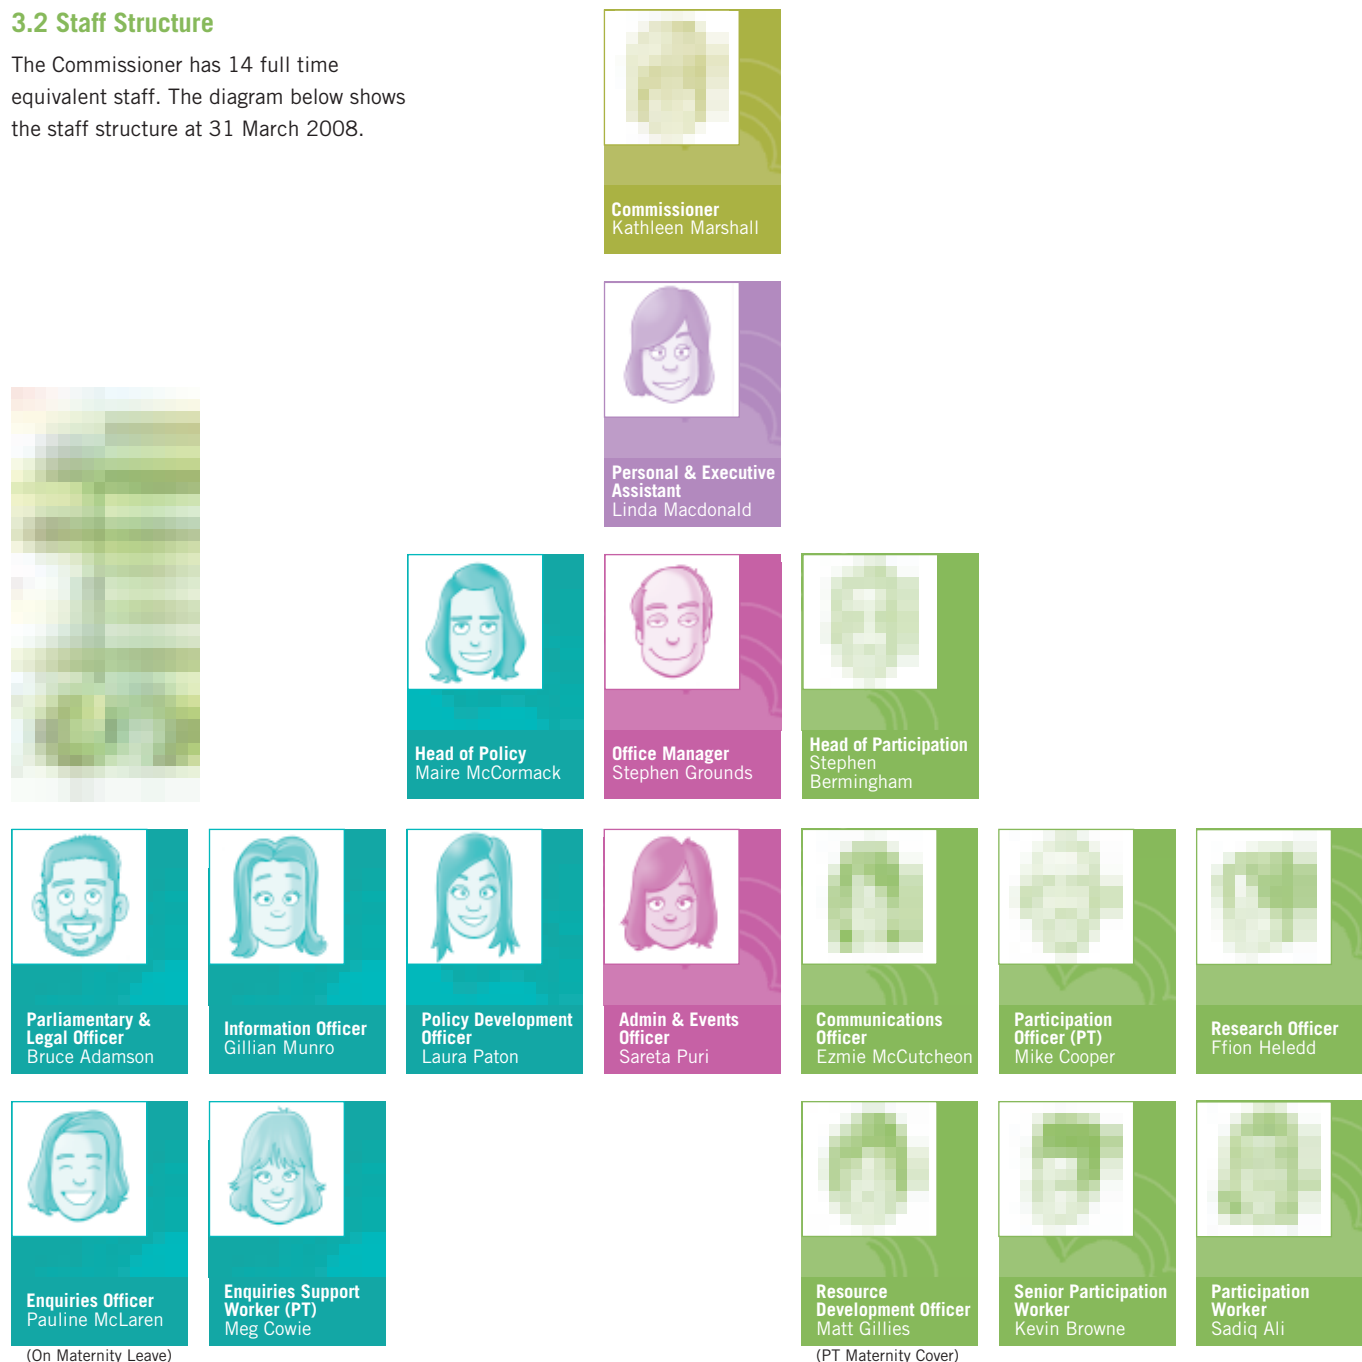 3.2 Staff Structure
The Commissioner has 14 full time
equivalent staff. The diagram below shows
the staff structure at 31 March 2008.
Commissioner
Kathleen Marshall
Personal & Executive
Assistant
Linda Macdonald
Head of Policy
Maire McCormack
Office Manager
Stephen Grounds
Head of Participation
Stephen
Bermingham
Parliamentary &
Legal Officer
Bruce Adamson
Information Officer
Gillian Munro
Policy Development
Officer
Laura Paton
Admin & Events
Officer
Sareta Puri
Communications
Officer
Ezmie McCutcheon
Participation
Officer (PT)
Mike Cooper
Research Officer
Ffion Heledd
Enquiries Officer
Pauline McLaren
(On Maternity Leave)
Enquiries Support
Worker (PT)
Meg Cowie
Resource
Development Officer
Matt Gillies
(PT Maternity Cover)
Senior Participation
Worker
Kevin Browne
Participation
Worker
Sadiq Ali